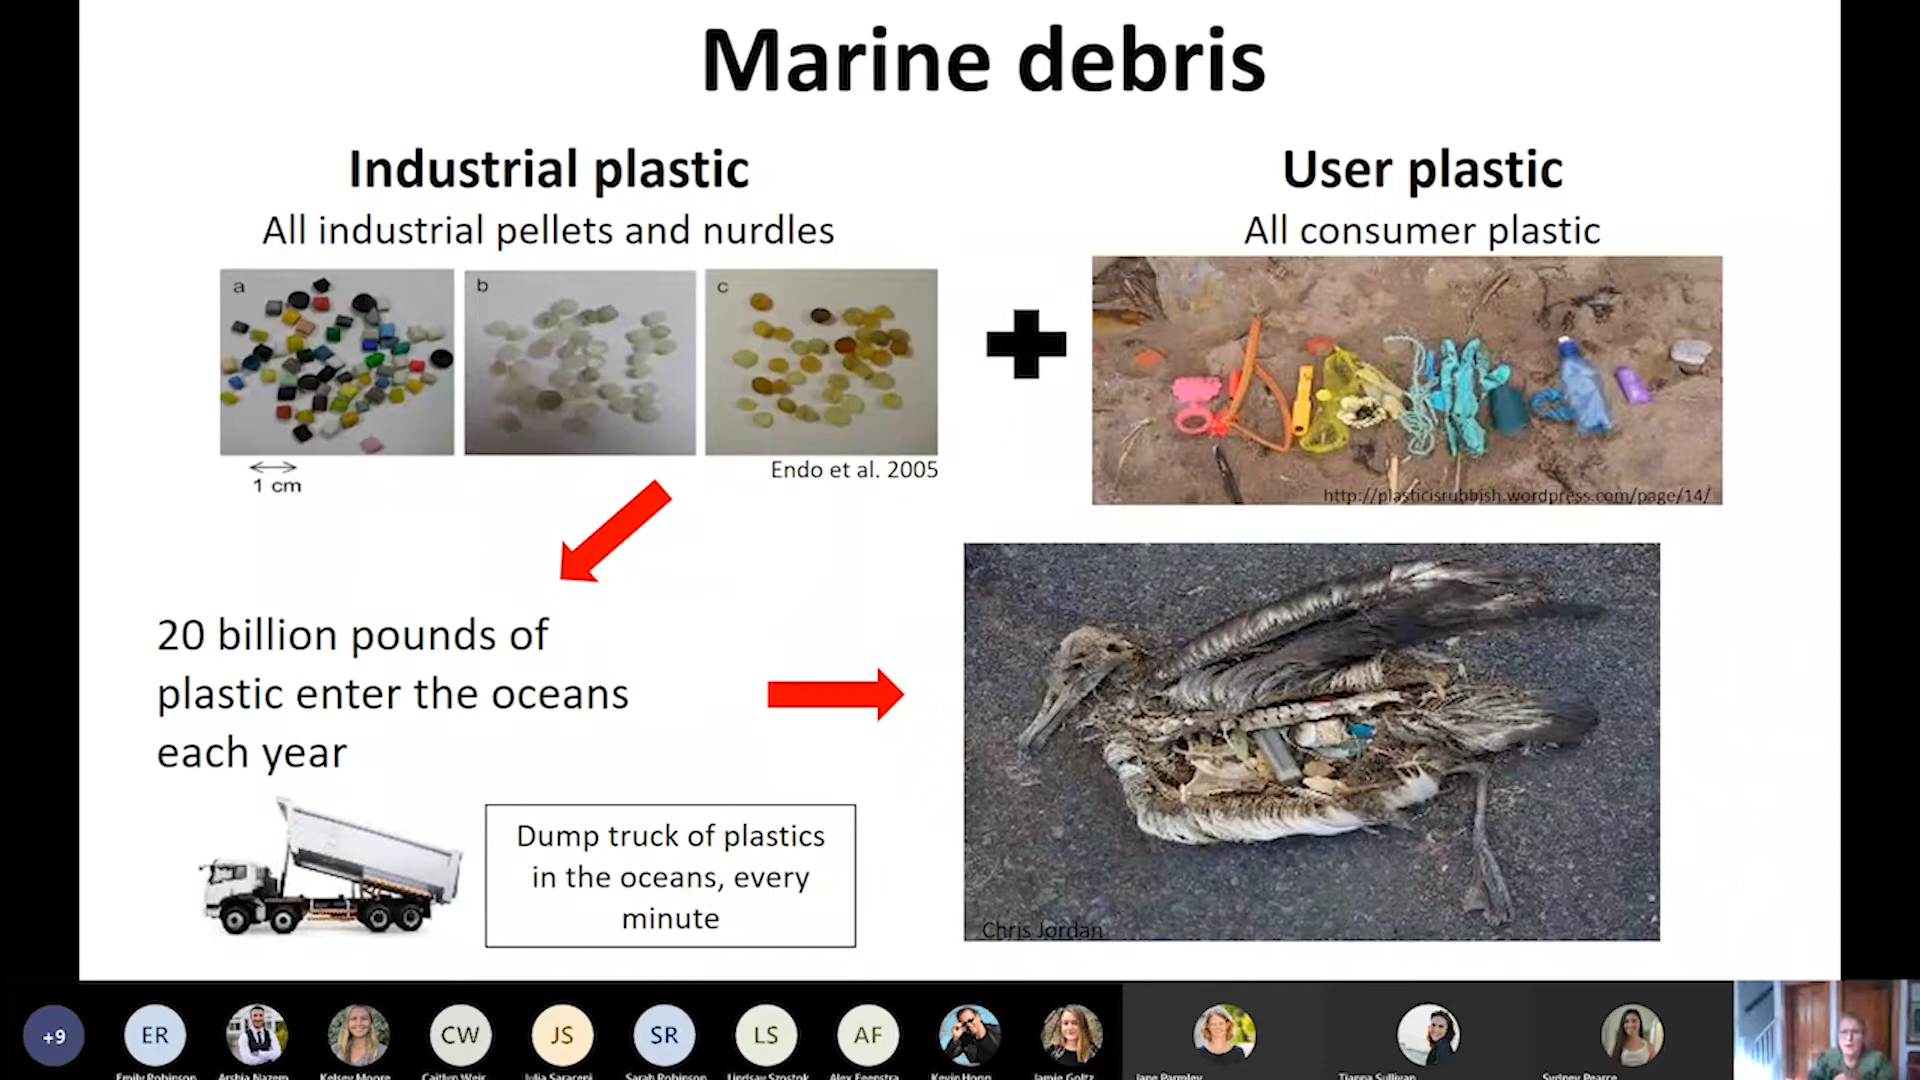 Marine debris
Industrial plastic
All industrial pellets and nurdles
a
b
c
1 cm
Endo et al. 2005
User plastic
All consumer plastic
http://plasticisrubbish.wordpress.com/page/14/
20 billion pounds of
plastic enter the oceans
each year
Dump truck of plastics
in the oceans, every
minute
Chris Jordan
+9
ER
CW
JS
SR
LS
AF
Emily Robinson
Arshia Nazem
Kelsey Moore
Caitlyn Weir
Julia Saraceni
Sarah Robinson
Lindsay Szostok
Alex Feenstra
Kevin Hogg
Jamie Goltz
Jane Parmley
Tianna Sullivan
Sydney Pearce